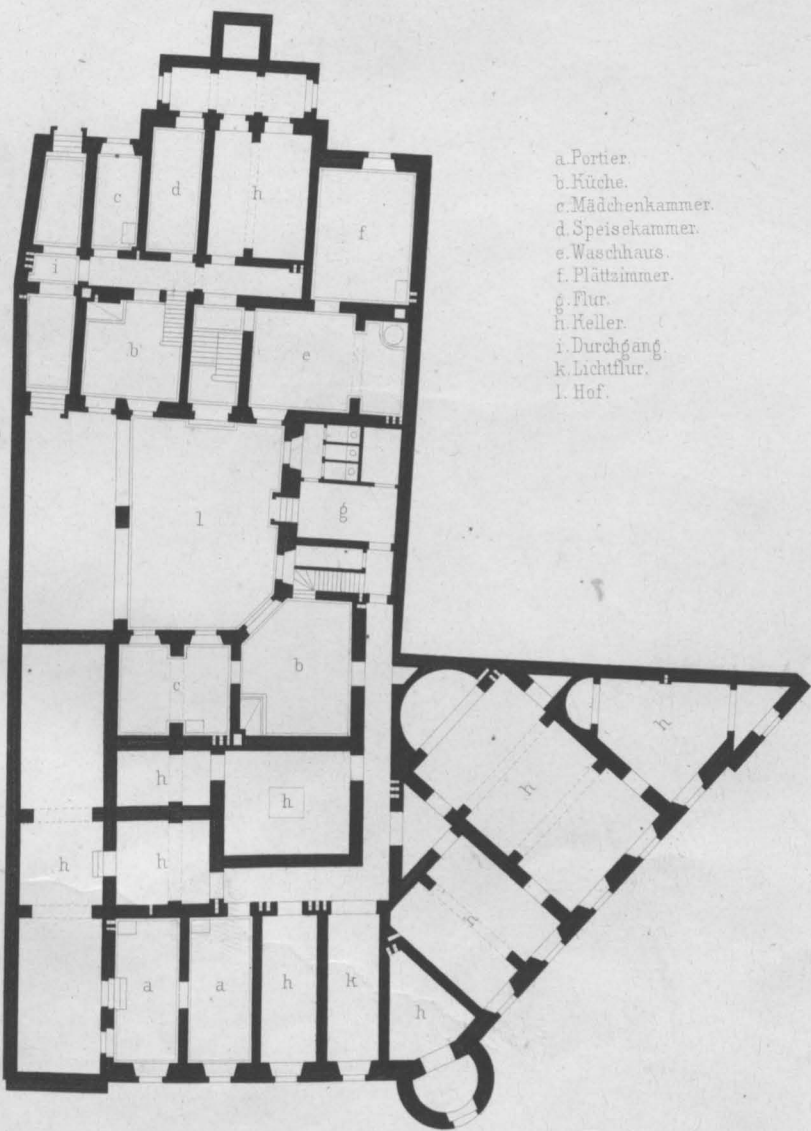 a. Portier.
b. Küche.
c. Mädchenkammer.
d. Speisekammer.
e. Waschhaus.
f. Plättzimmer.
g. Flur.
h. Keller.
i. Durchgang.
k. Lichtflur.
l. Hof.
c
d
h
f
i
b
e
l
g
c
b
h
h
h
h
h
h
h
a
a
h
k
h